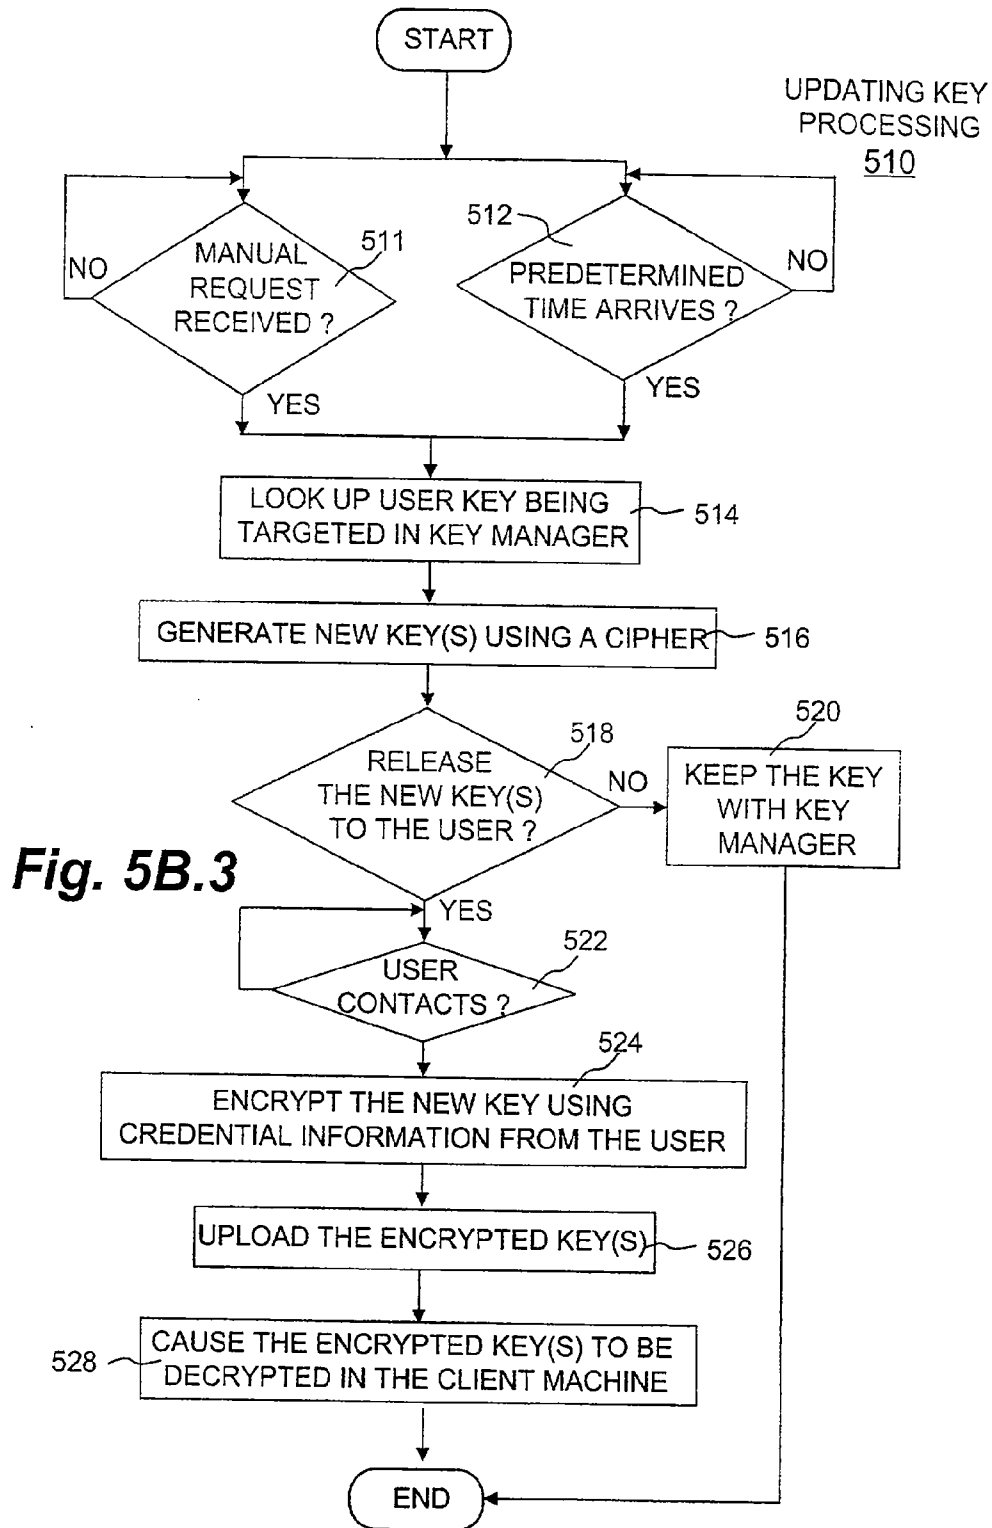 START
UPDATING KEY
PROCESSING
510
MANUAL
REQUEST
RECEIVED ?
511
NO
YES
512
PREDETERMINED
TIME ARRIVES ?
NO
YES
LOOK UP USER KEY BEING
TARGETED IN KEY MANAGER
514
GENERATE NEW KEY(S) USING A CIPHER
516
RELEASE
THE NEW KEY(S)
TO THE USER ?
518
NO
520
KEEP THE KEY
WITH KEY
MANAGER
Fig. 5B.3
YES
USER
CONTACTS ?
522
524
ENCRYPT THE NEW KEY USING
CREDENTIAL INFORMATION FROM THE USER
UPLOAD THE ENCRYPTED KEY(S)
526
CAUSE THE ENCRYPTED KEY(S) TO BE
DECRYPTED IN THE CLIENT MACHINE
528
END